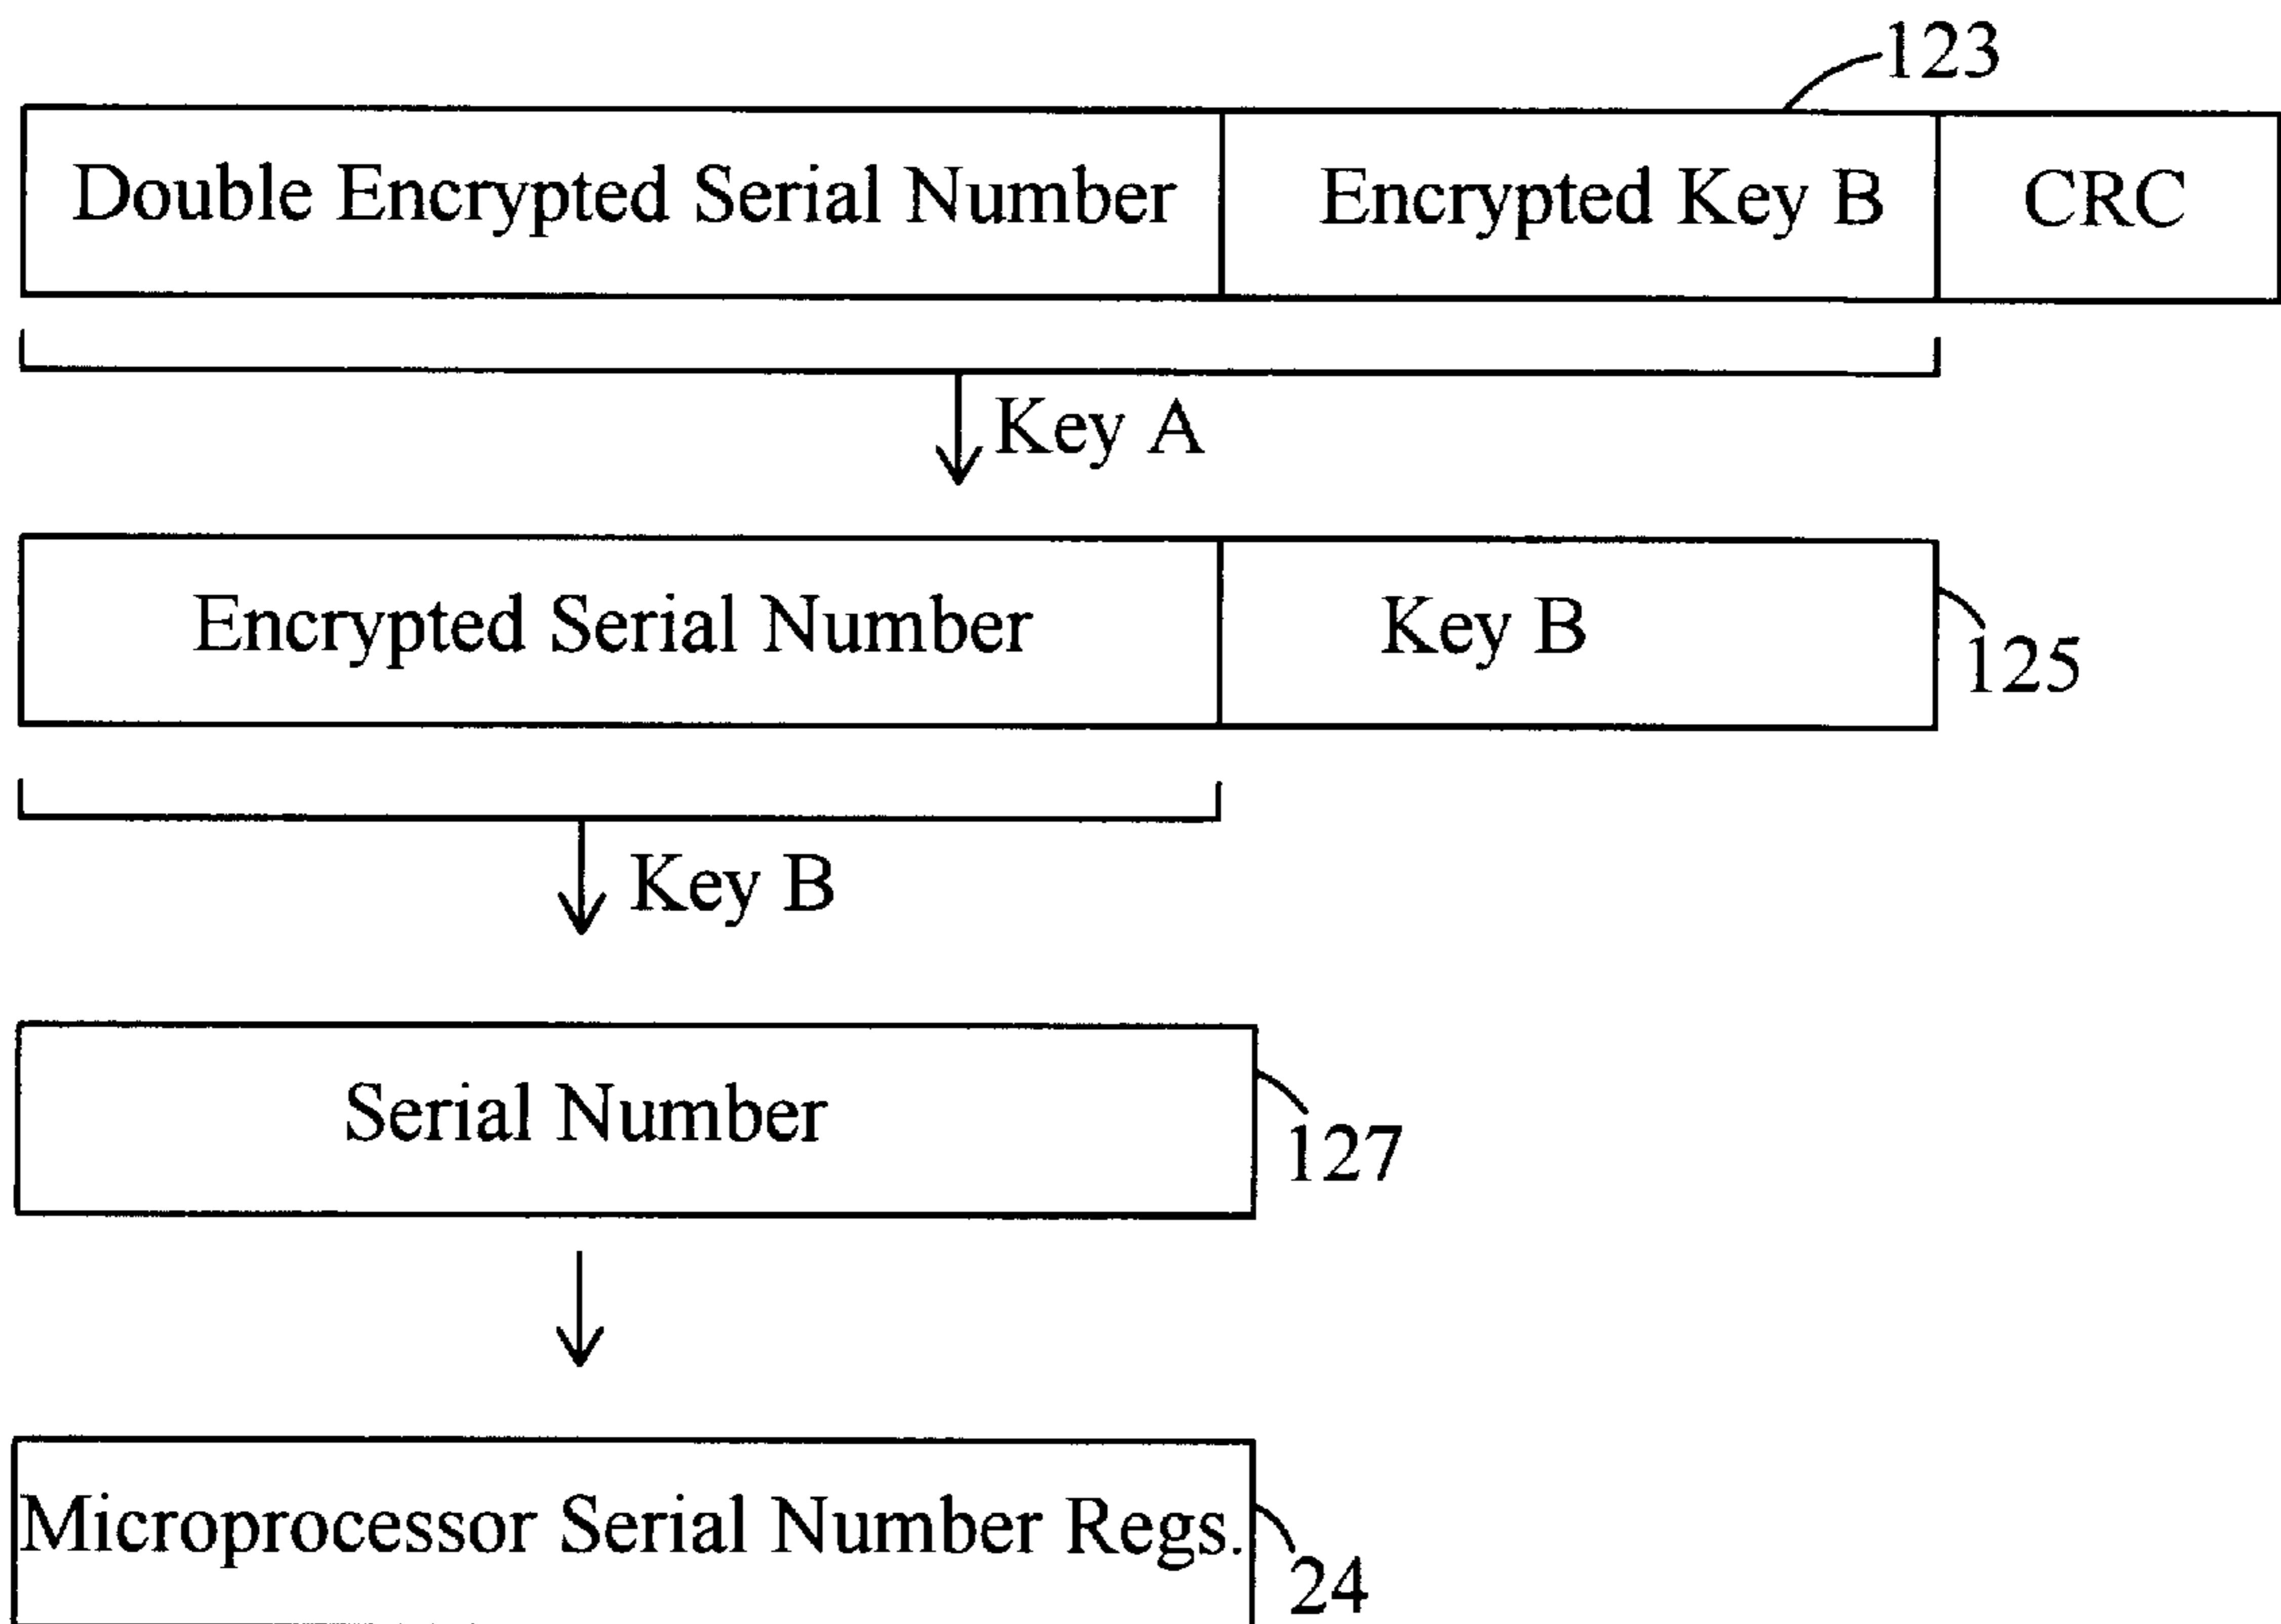 123
Double Encrypted Serial Number
Encrypted Key B
CRC
Key A
Encrypted Serial Number
Key B
125
Key B
Serial Number
127
Microprocessor Serial Number Regs.
24